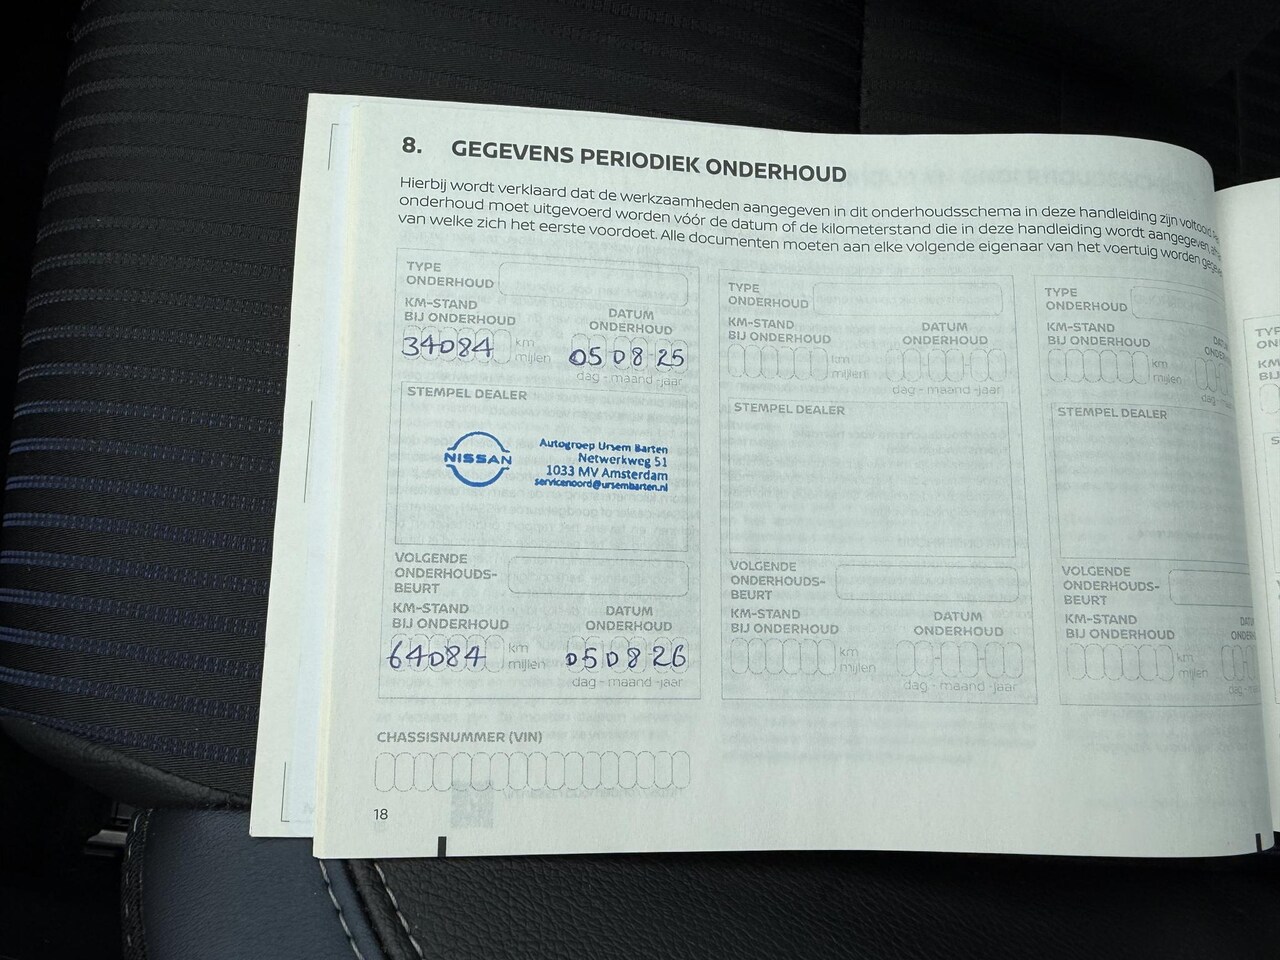 8. GEGEVENS PERIODIEK ONDERHOUD
Hierbij wordt verklaard dat de werkzaamheden aangegeven in dit onderhoudsschema in deze handleiding zijn
onderhoud moet uitgevoerd worden vóór de datum of de kilometerstand die in deze handleiding wordt aangegeven,
van welke zich het eerste voordoet. Alle documenten moeten aan elke volgende eigenaar van het voertuig worden
TYPE
ONDERHOUD
KM-STAND
BIJ ONDERHOUD
DATUM
ONDERHOUD
34084
km
mijlen
05 08 25
dag - maand -jaar
STEMPEL DEALER
NISSAN
Autogroep Ursem Barten
Netwerkweg 51
1033 MV Amsterdam
servicenoord@ursembarten.nl
VOLGENDE
ONDERHOUDS-
BEURT
KM-STAND
BIJ ONDERHOUD
DATUM
ONDERHOUD
64084
km
mijlen
05 08 26
dag - maand -jaar
TYPE
ONDERHOUD
KM-STAND
BIJ ONDERHOUD
DATUM
ONDERHOUD
km
mijlen
dag - maand -jaar
STEMPEL DEALER
VOLGENDE
ONDERHOUDS-
BEURT
KM-STAND
BIJ ONDERHOUD
DATUM
ONDERHOUD
km
mijlen
dag - maand -jaar
TYPE
ONDERHOUD
KM-STAND
BIJ ONDERHOUD
km
mijlen
STEMPEL DEALER
VOLGENDE
ONDERHOUDS-
BEURT
KM-STAND
BIJ ONDERHOUD
km
mijlen
CHASSISNUMMER (VIN)
18